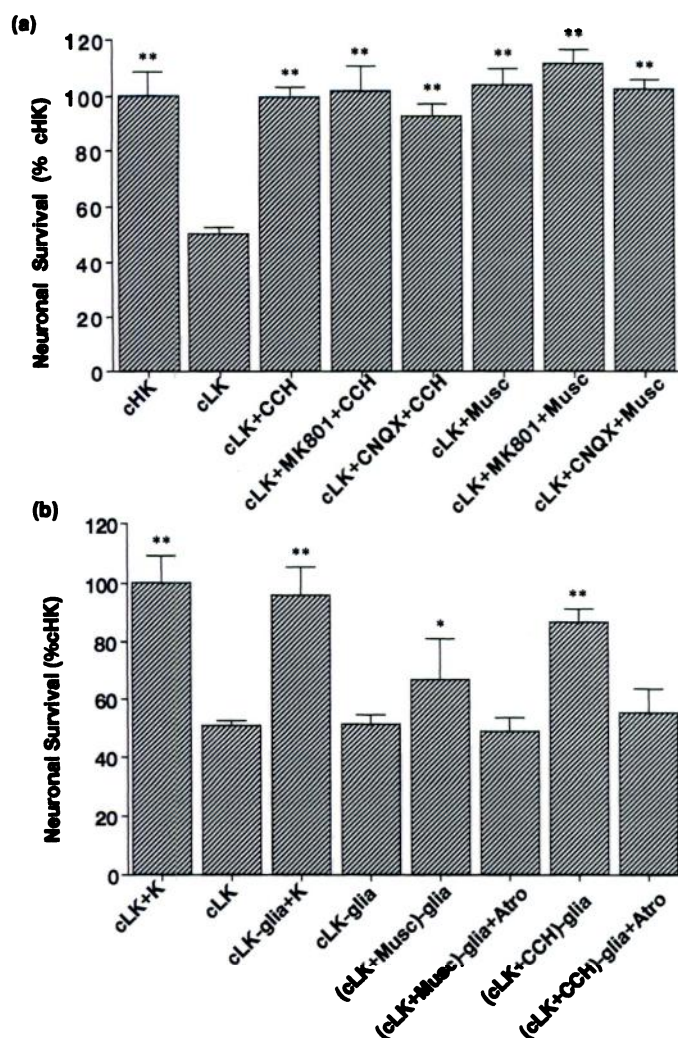 (a)
Neuronal Survival (% cHK)
120
100
80
60
40
20
0
**
**
**
**
**
**
**
cHK
cLK
cLK+CCH
cLK+MK801+CCH
cLK+CNQX+CCH
cLK+Musc
cLK+MK801+Musc
cLK+CNQX+Musc
(b)
Neuronal Survival (%cHK)
120
100
80
60
40
20
0
**
**
*
**
cLK+K
cLK
cLK-glia+K
cLK-glia
(cLK+Musc)-glia
(cLK+Musc)-glia+Atro
(cLK+CCH)-glia
(cLK+CCH)-glia+Atro